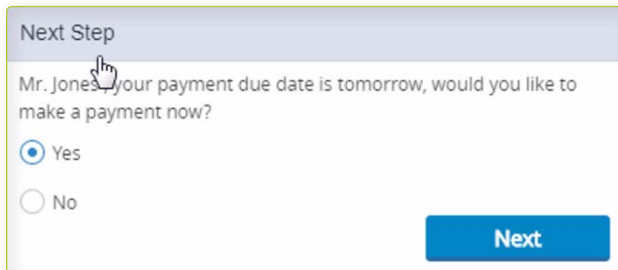 Next Step
Mr. Jones, your payment due date is tomorrow, would you like to
make a payment now?
Yes
No
Next